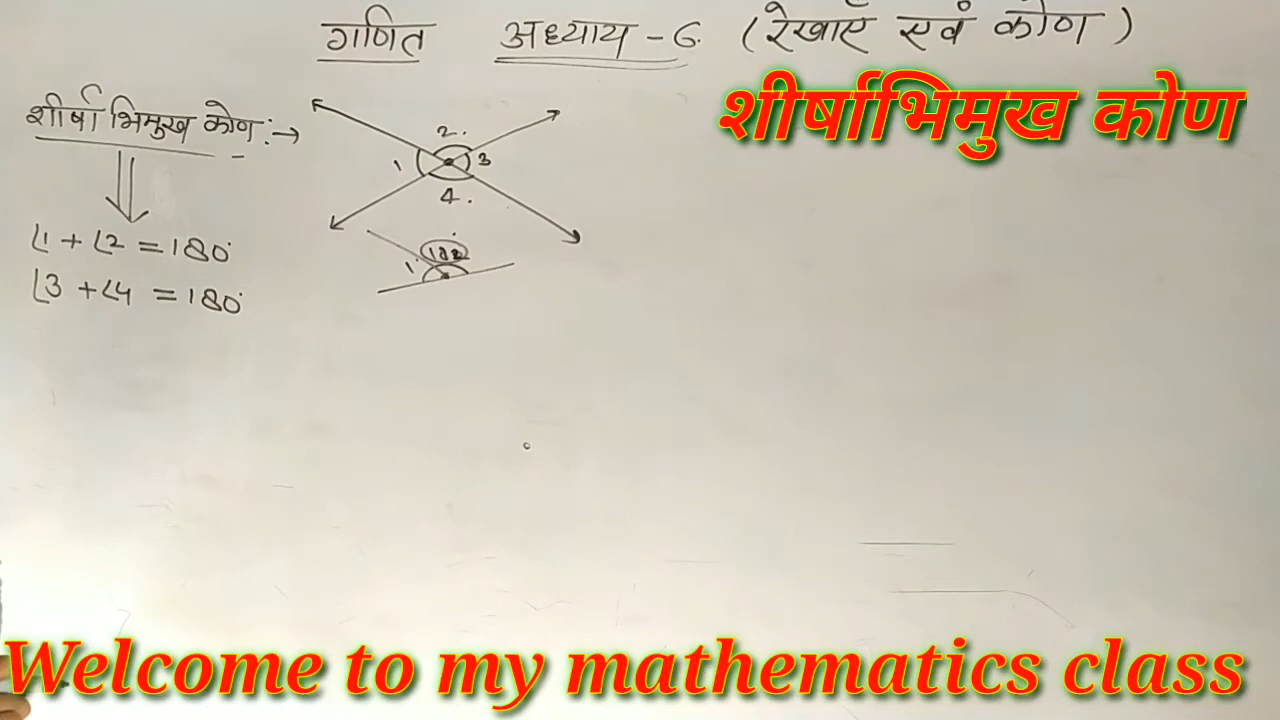 गणित अध्याय - 6. (रेखाएँ एवं कोण)
शीर्षाभिमुख कोण
शीर्षाभिमुख कोण :→
2.
1 3
4.
∠1 + ∠2 = 180°
1
∠3 + ∠4 = 180°
Welcome to my mathematics class